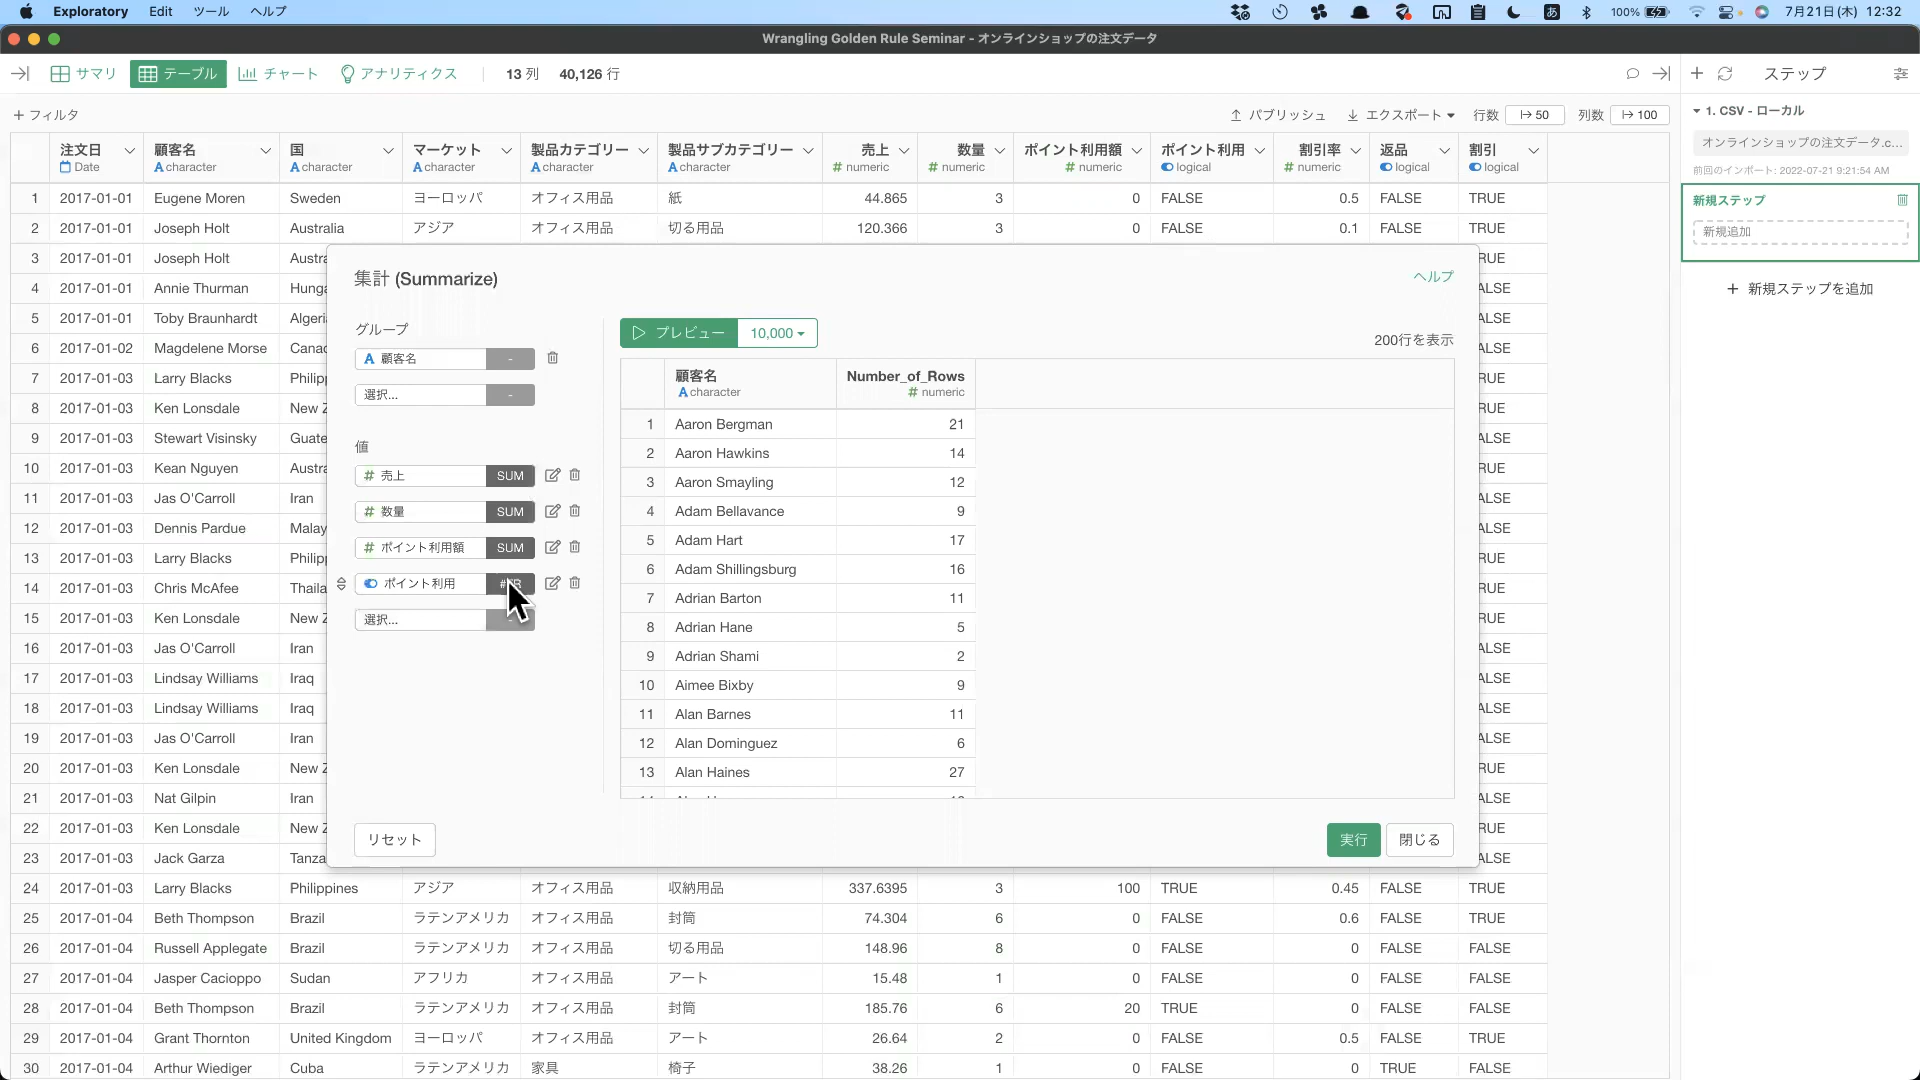 Exploratory Edit ツール ヘルプ 100% 7月21日(木) 12:32
Wrangling Golden Rule Seminar - オンラインショップの注文データ
サマリ テーブル チャート アナリティクス 13 列 40,126 行 ステップ
+ フィルタ パブリッシュ エクスポート 行数 50 列数 100
1. CSV - ローカル
オンラインショップの注文データ.c...
前回のインポート: 2022-07-21 9:21:54 AM
新規ステップ
新規追加
+ 新規ステップを追加
注文日 顧客名 国 マーケット 製品カテゴリー 製品サブカテゴリー 売上 数量 ポイント利用額 ポイント利用 割引率 返品 割引
Date character character character character character numeric numeric numeric logical numeric logical logical
1 2017-01-01 Eugene Moren Sweden ヨーロッパ オフィス用品 紙 44.865 3 0 FALSE 0.5 FALSE TRUE
2 2017-01-01 Joseph Holt Australia アジア オフィス用品 切る用品 120.366 3 0 FALSE 0.1 FALSE TRUE
3 2017-01-01 Joseph Holt Austra RUE
4 2017-01-01 Annie Thurman Hunga ALSE
5 2017-01-01 Toby Braunhardt Algeri ALSE
6 2017-01-02 Magdelene Morse Canad ALSE
7 2017-01-03 Larry Blacks Philipp RUE
8 2017-01-03 Ken Lonsdale New Z RUE
9 2017-01-03 Stewart Visinsky Guate ALSE
10 2017-01-03 Kean Nguyen Austra RUE
11 2017-01-03 Jas O'Carroll Iran ALSE
12 2017-01-03 Dennis Pardue Malay ALSE
13 2017-01-03 Larry Blacks Philipp RUE
14 2017-01-03 Chris McAfee Thaila RUE
15 2017-01-03 Ken Lonsdale New Z RUE
16 2017-01-03 Jas O'Carroll Iran ALSE
17 2017-01-03 Lindsay Williams Iraq ALSE
18 2017-01-03 Lindsay Williams Iraq ALSE
19 2017-01-03 Jas O'Carroll Iran ALSE
20 2017-01-03 Ken Lonsdale New Z RUE
21 2017-01-03 Nat Gilpin Iran ALSE
22 2017-01-03 Ken Lonsdale New Z RUE
23 2017-01-03 Jack Garza Tanza ALSE
24 2017-01-03 Larry Blacks Philippines アジア オフィス用品 収納用品 337.6395 3 100 TRUE 0.45 FALSE TRUE
25 2017-01-04 Beth Thompson Brazil ラテンアメリカ オフィス用品 封筒 74.304 6 0 FALSE 0.6 FALSE TRUE
26 2017-01-04 Russell Applegate Brazil ラテンアメリカ オフィス用品 切る用品 148.96 8 0 FALSE 0 FALSE FALSE
27 2017-01-04 Jasper Cacioppo Sudan アフリカ オフィス用品 アート 15.48 1 0 FALSE 0 FALSE FALSE
28 2017-01-04 Beth Thompson Brazil ラテンアメリカ オフィス用品 封筒 185.76 6 20 TRUE 0 FALSE FALSE
29 2017-01-04 Grant Thornton United Kingdom ヨーロッパ オフィス用品 アート 26.64 2 0 FALSE 0.5 FALSE TRUE
30 2017-01-04 Arthur Wiediger Cuba ラテンアメリカ 家具 椅子 38.26 1 0 FALSE 0 TRUE FALSE
集計 (Summarize) ヘルプ
グループ
顧客名 -
選択... -
値
売上 SUM
数量 SUM
ポイント利用額 SUM
ポイント利用
選択...
プレビュー 10,000 200行を表示
顧客名 Number_of_Rows
character numeric
1 Aaron Bergman 21
2 Aaron Hawkins 14
3 Aaron Smayling 12
4 Adam Bellavance 9
5 Adam Hart 17
6 Adam Shillingsburg 16
7 Adrian Barton 11
8 Adrian Hane 5
9 Adrian Shami 2
10 Aimee Bixby 9
11 Alan Barnes 11
12 Alan Dominguez 6
13 Alan Haines 27
リセット 実行 閉じる